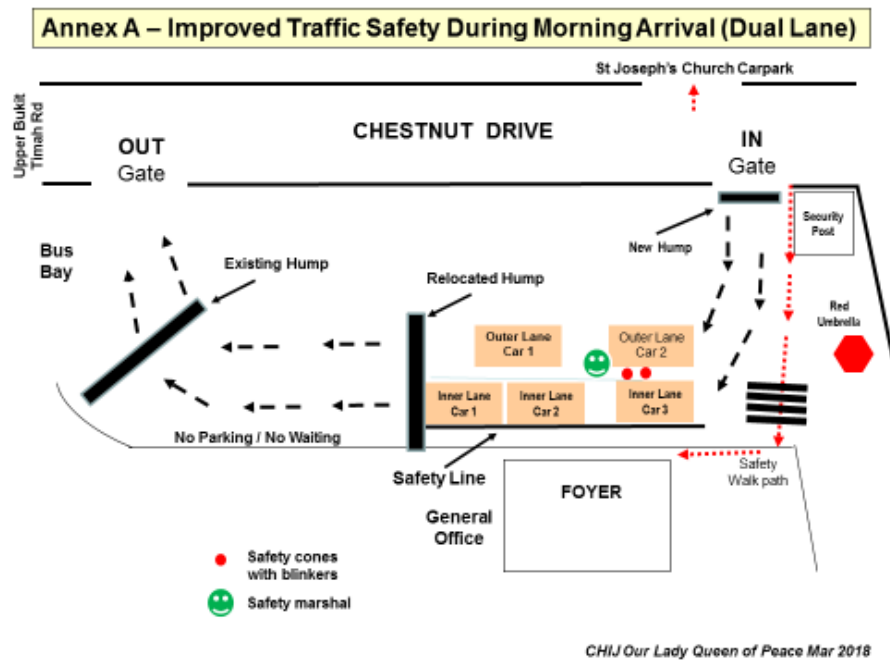 Annex A – Improved Traffic Safety During Morning Arrival (Dual Lane)
St Joseph's Church Carpark
Upper Bukit
Timah Rd
CHESTNUT DRIVE
OUT
Gate
IN
Gate
Security
Post
New Hump
Bus
Bay
Existing Hump
Relocated Hump
Red
Umbrella
Outer Lane
Car 1
Outer Lane
Car 2
Inner Lane
Car 1
Inner Lane
Car 2
Inner Lane
Car 3
No Parking / No Waiting
Safety Line
Safety
Walk path
FOYER
General
Office
Safety cones
with blinkers
Safety marshal
CHIJ Our Lady Queen of Peace Mar 2018